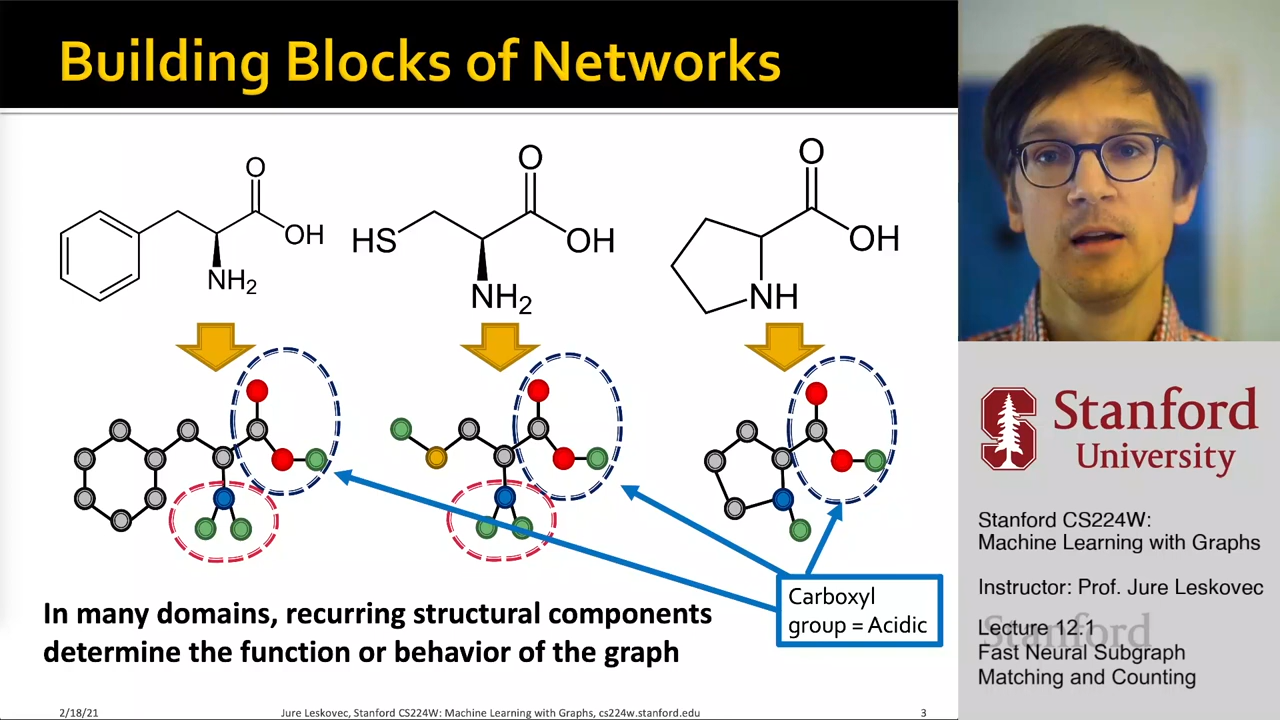 Building Blocks of Networks
O
OH
NH2
HS
O
OH
NH2
O
OH
NH
Carboxyl
group = Acidic
In many domains, recurring structural components
determine the function or behavior of the graph
2/18/21
Jure Leskovec, Stanford CS224W: Machine Learning with Graphs, cs224w.stanford.edu
3
Stanford
University
Stanford CS224W:
Machine Learning with Graphs
Instructor: Prof. Jure Leskovec
Stanford
Lecture 12.1
Fast Neural Subgraph
Matching and Counting